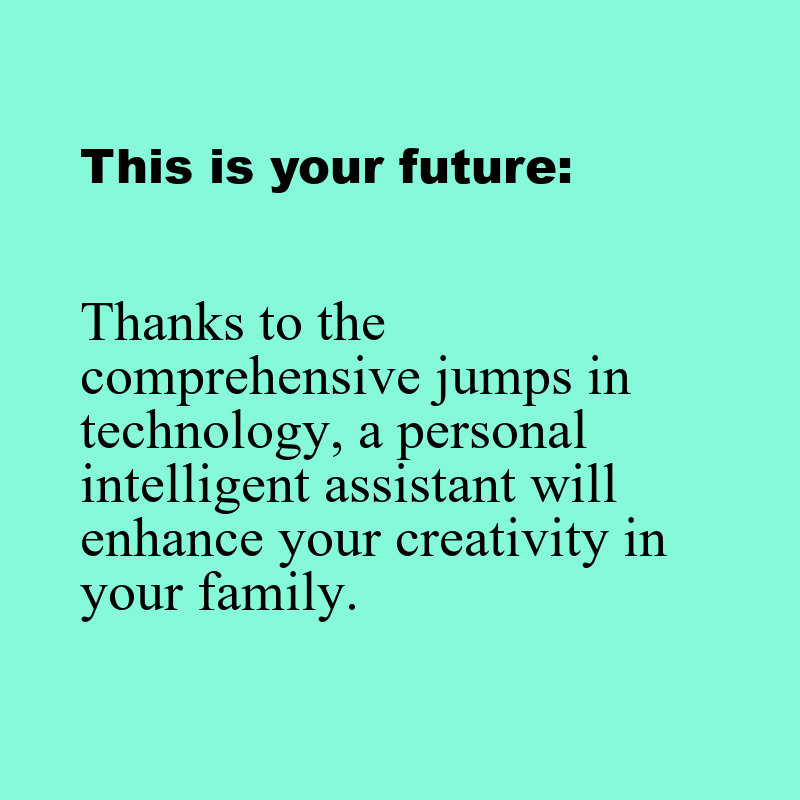 This is your future:
Thanks to the
comprehensive jumps in
technology, a personal
intelligent assistant will
enhance your creativity in
your family.